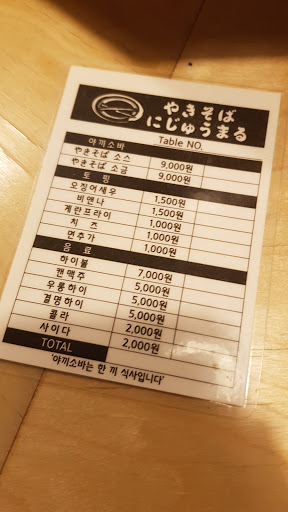 やきそば
にじゅうまる
Table NO.
야끼소바
やきそば 소스 9,000원
やきそば 소금 9,000원
토 핑
오징어새우 1,500원
비엔나 1,500원
계란프라이 1,000원
치 즈 1,000원
면추가 1,000원
음 료
하이볼 7,000원
캔맥주 5,000원
우롱하이 5,000원
결명하이 5,000원
콜라 2,000원
사이다 2,000원
TOTAL
'야끼소바는 한 끼 식사입니다'